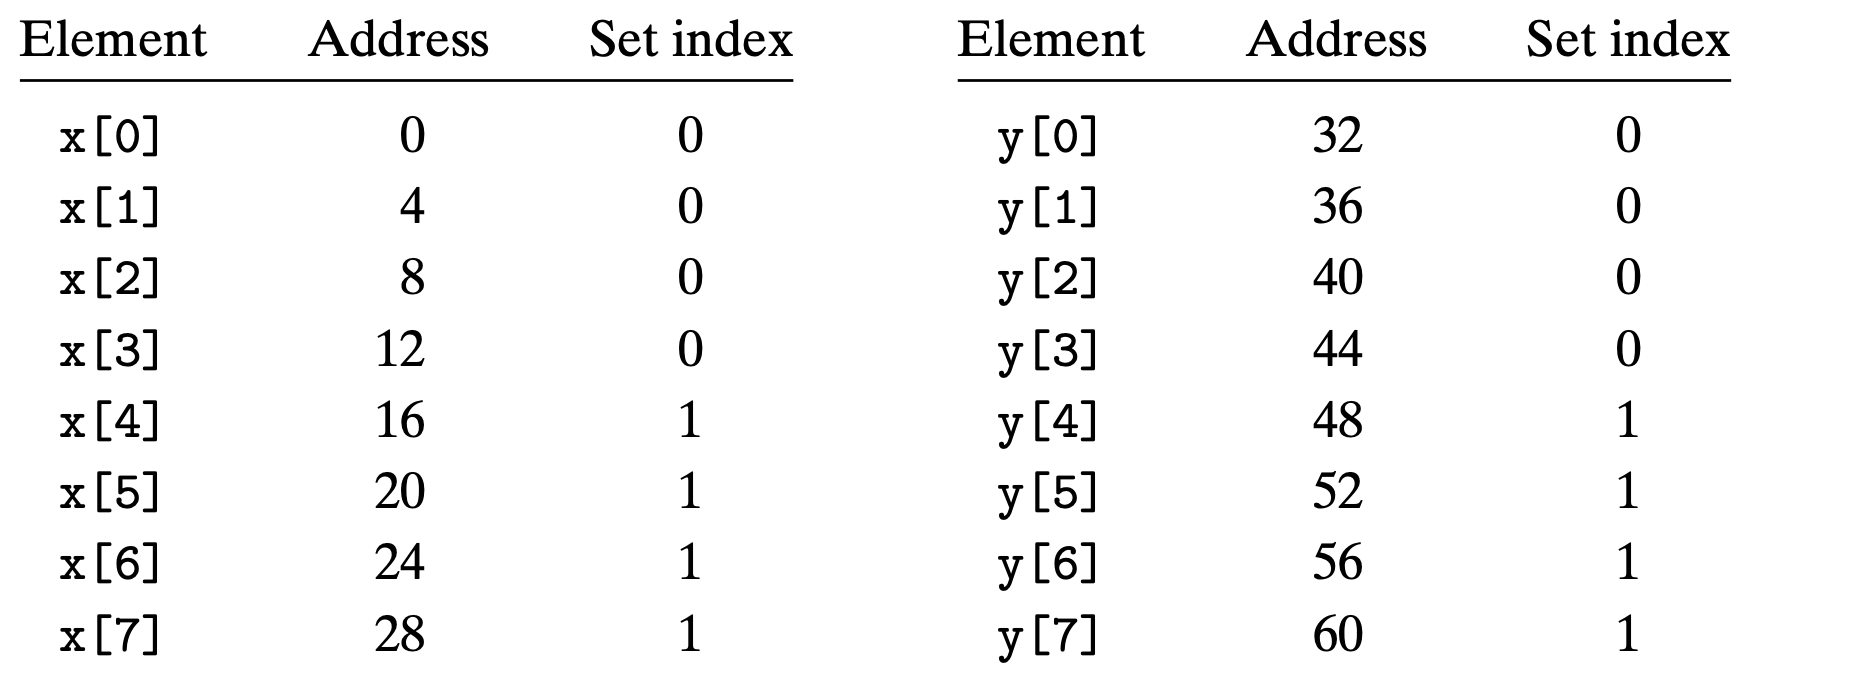 Element Address Set index Element Address Set index
x[0] 0 0 y[0] 32 0
x[1] 4 0 y[1] 36 0
x[2] 8 0 y[2] 40 0
x[3] 12 0 y[3] 44 0
x[4] 16 1 y[4] 48 1
x[5] 20 1 y[5] 52 1
x[6] 24 1 y[6] 56 1
x[7] 28 1 y[7] 60 1